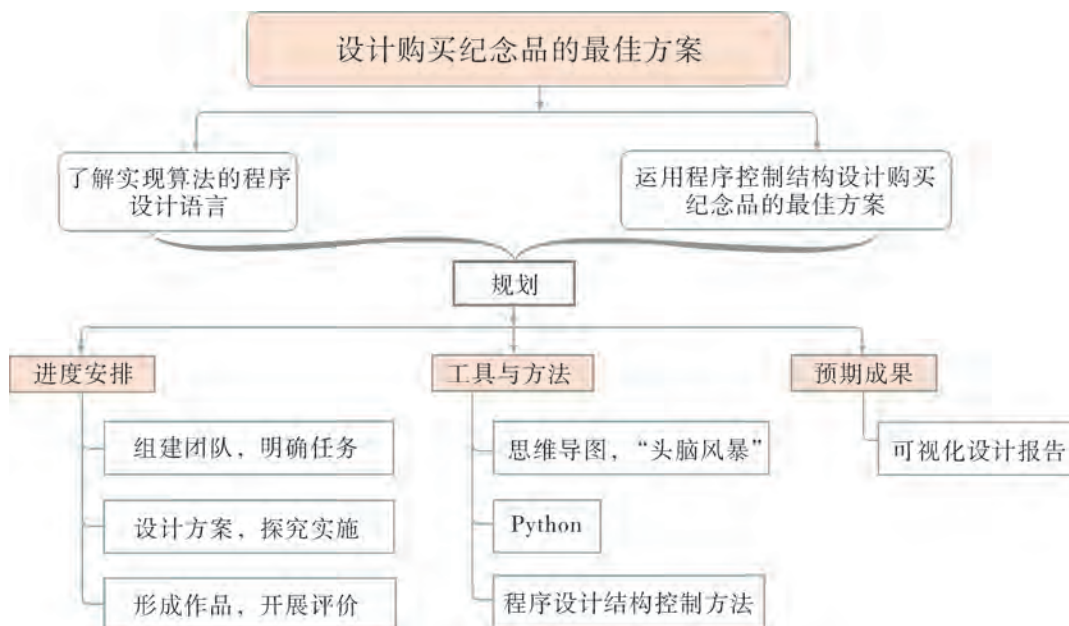 设计购买纪念品的最佳方案
了解实现算法的程序
设计语言
运用程序控制结构设计购买
纪念品的最佳方案
规划
进度安排
工具与方法
预期成果
组建团队，明确任务
思维导图，“头脑风暴”
可视化设计报告
设计方案，探究实施
Python
形成作品，开展评价
程序设计结构控制方法